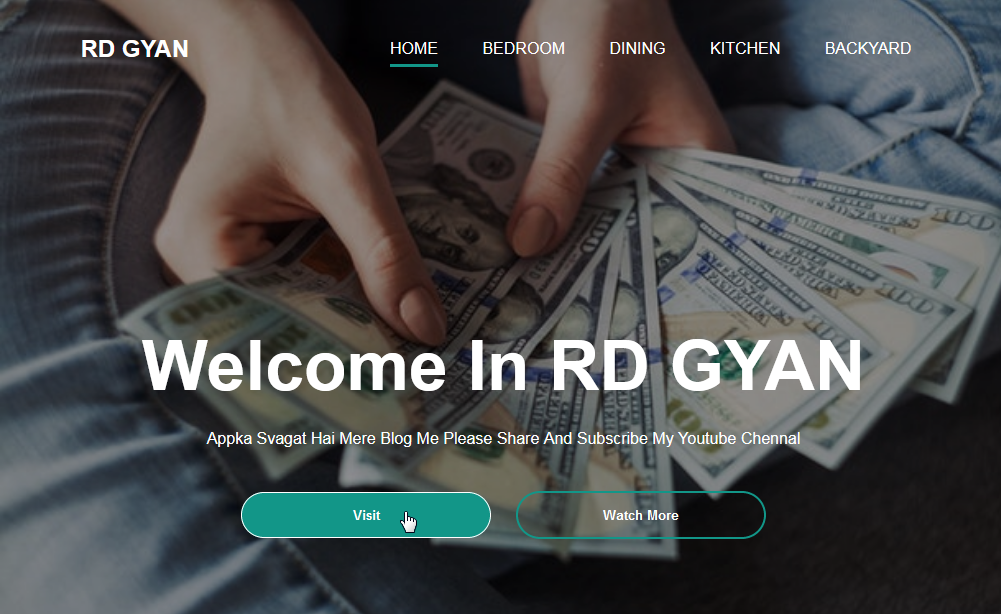 RD GYAN
HOME BEDROOM DINING KITCHEN BACKYARD
Welcome In RD GYAN
Appka Svagat Hai Mere Blog Me Please Share And Subscribe My Youtube Chennal
Visit Watch More